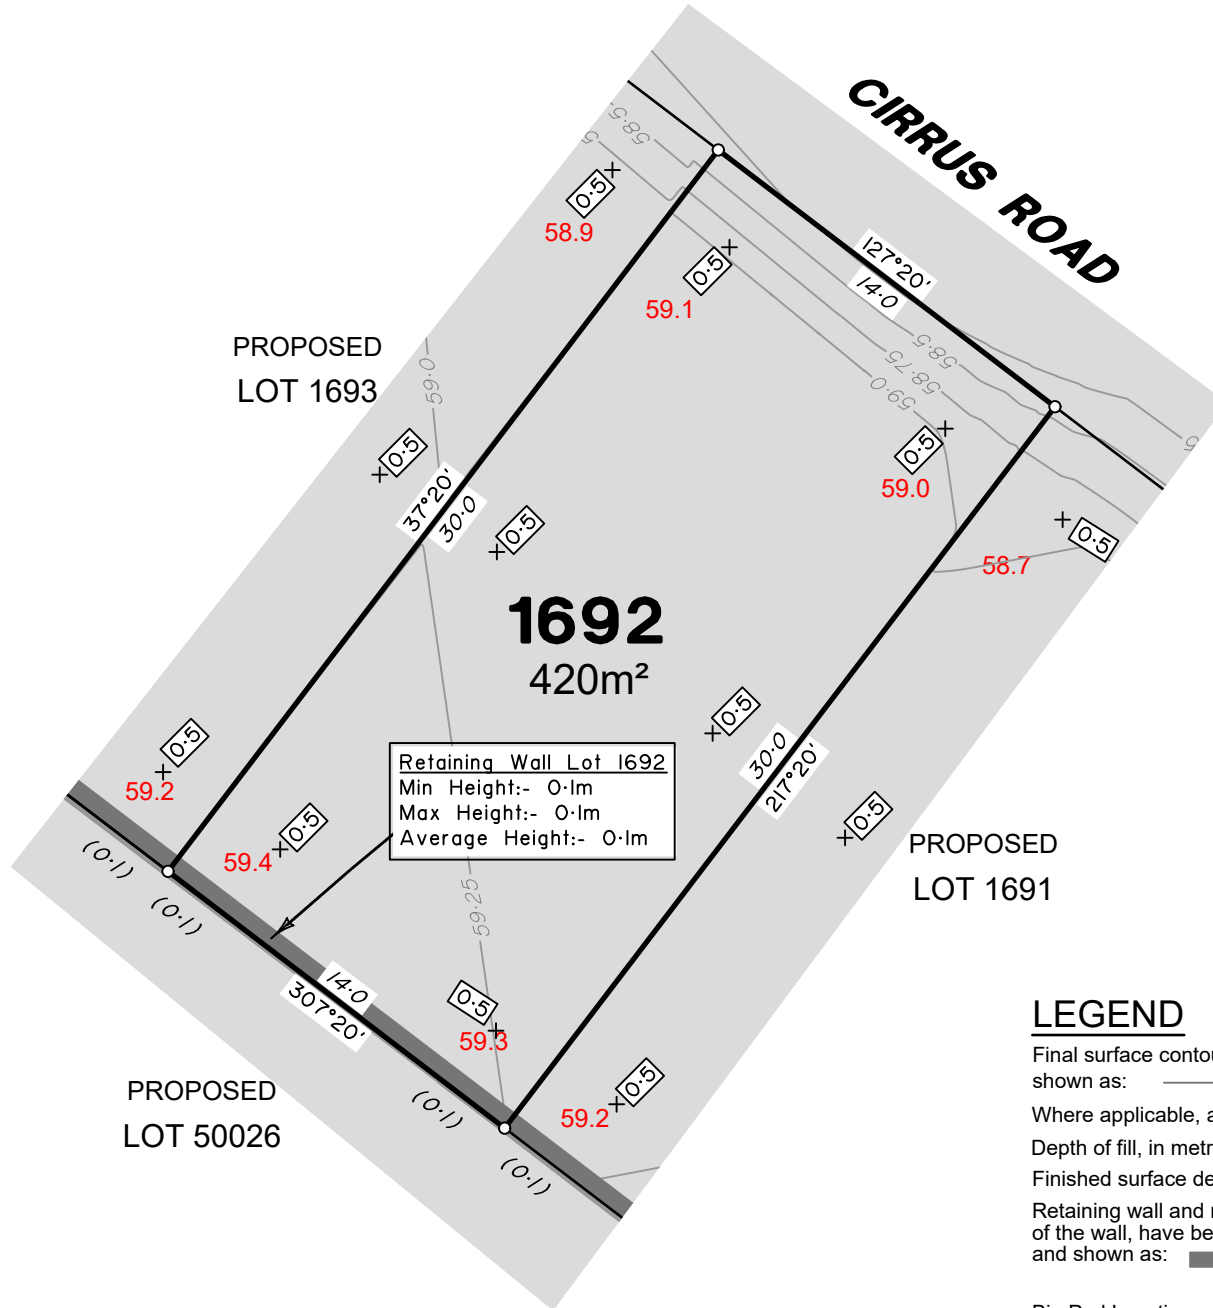 CIRRUS ROAD
58·5
5
0·5
58.9
127°20'
14·0
0·5
59.1
PROPOSED
LOT 1693
59·0
58·5
58·75
59·0
0·5
37°20'
30·0
0·5
59.0
5
0·5
0·5
58.7
1692
420m²
0·5
30·0
217°20'
0·5
59.2
Retaining Wall Lot 1692
Min Height:- 0·1m
Max Height:- 0·1m
Average Height:- 0·1m
0·5
59.4
0·5
PROPOSED
LOT 1691
(0·1)
(0·1)
59·25
14·0
307°20'
0·5
59.3
PROPOSED
LOT 50026
(0·1)
0·5
59.2
(0·1)
LEGEND
Final surface
shown as:
Where applicable,
Depth of fill, in
Finished surface
Retaining wall and
of the wall, have
and shown as: